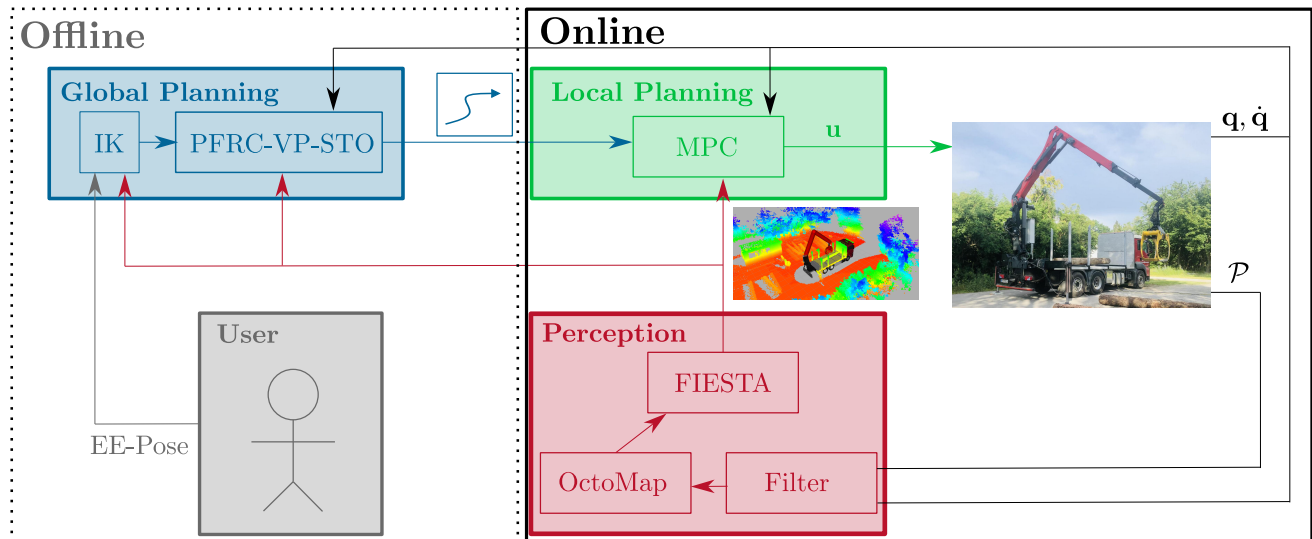 Offline
Online
Global Planning
IK
PFRC-VP-STO
Local Planning
MPC
u
q, q̇
𝒫
User
EE-Pose
Perception
FIESTA
OctoMap
Filter